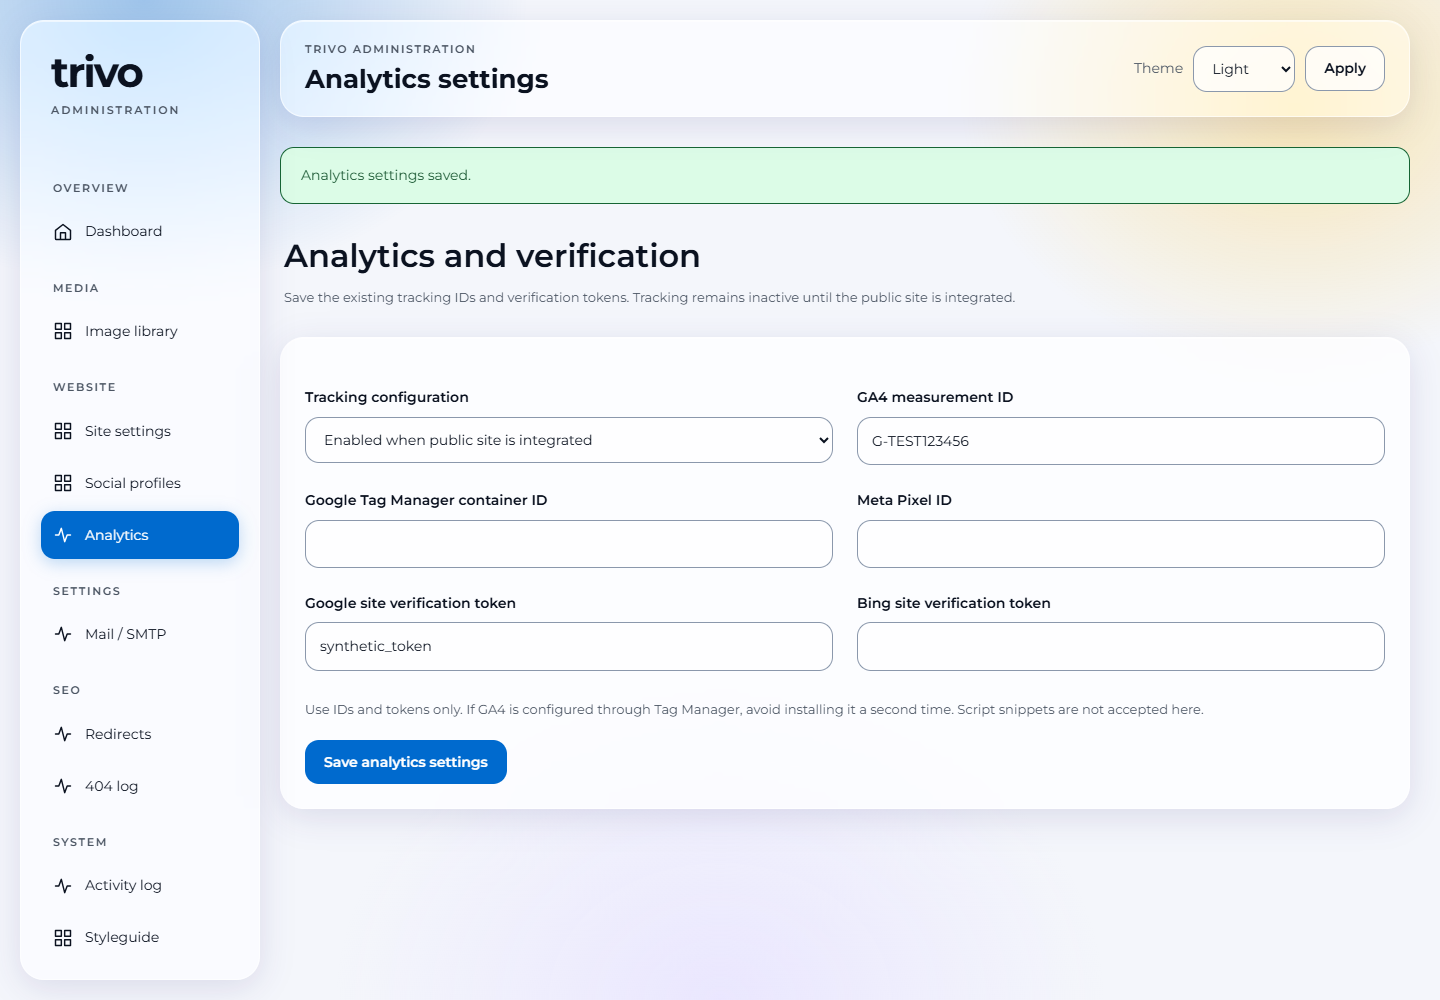 trivo
ADMINISTRATION
OVERVIEW
Dashboard
MEDIA
Image library
WEBSITE
Site settings
Social profiles
Analytics
SETTINGS
Mail / SMTP
SEO
Redirects
404 log
SYSTEM
Activity log
Styleguide
TRIVO ADMINISTRATION
Analytics settings
Theme
Light
Apply
Analytics settings saved.
Analytics and verification
Save the existing tracking IDs and verification tokens. Tracking remains inactive until the public site is integrated.
Tracking configuration
Enabled when public site is integrated
GA4 measurement ID
G-TEST123456
Google Tag Manager container ID
Meta Pixel ID
Google site verification token
synthetic_token
Bing site verification token
Use IDs and tokens only. If GA4 is configured through Tag Manager, avoid installing it a second time. Script snippets are not accepted here.
Save analytics settings